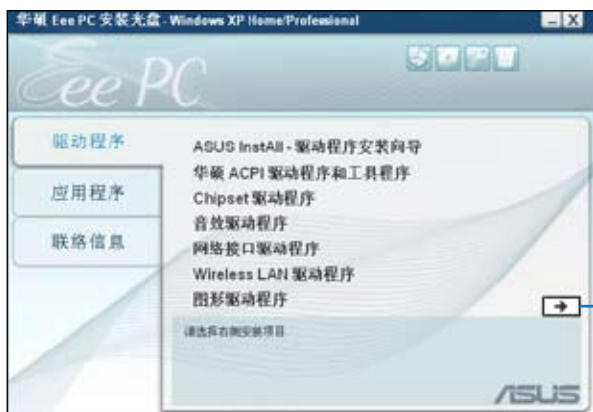 华硕 Eee PC 安装光盘 - Windows XP Home/Professional
Eee PC
驱动程序
应用程序
联络信息
ASUS InstAll - 驱动程序安装向导
华硕 ACPI 驱动程序和工具程序
Chipset 驱动程序
音效驱动程序
网络接口驱动程序
Wireless LAN 驱动程序
图形驱动程序
请选择右侧安装项目
ASUS